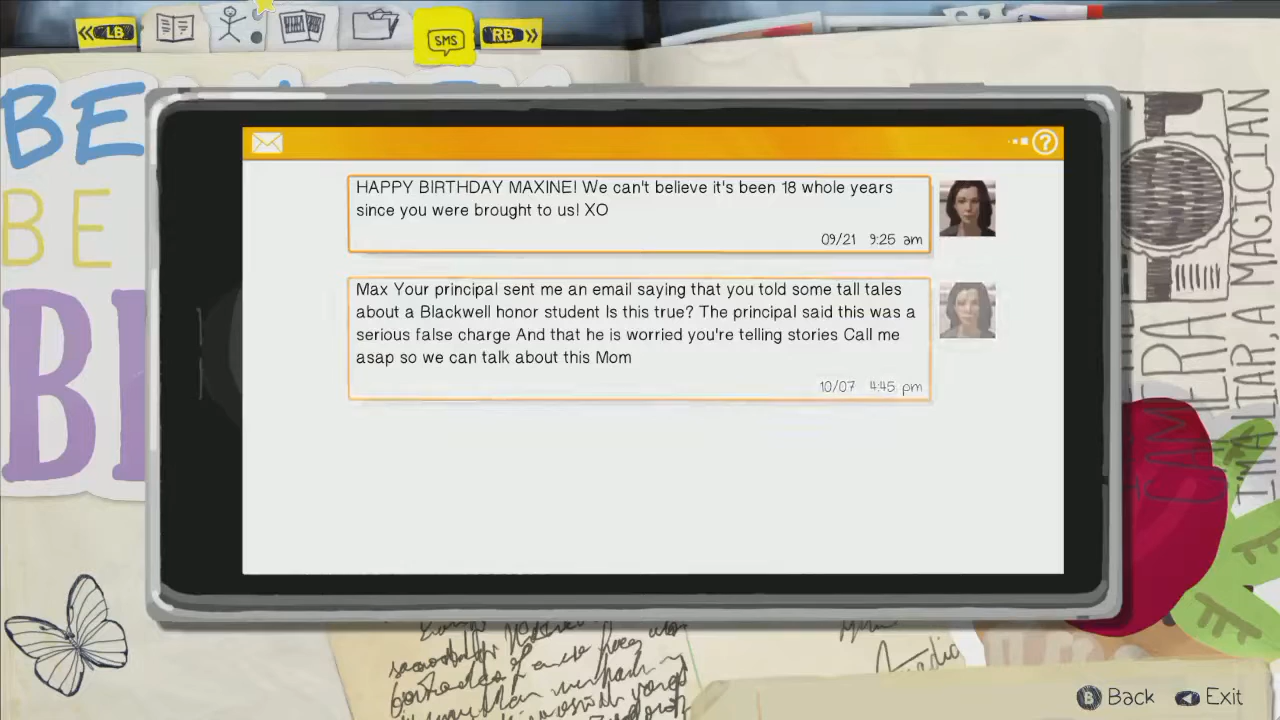 LB
SMS
RB
BE
BE
HAPPY BIRTHDAY MAXINE! We can't believe it's been 18 whole years
since you were brought to us! XO
09/21 9:25 am
Max Your principal sent me an email saying that you told some tall tales
about a Blackwell honor student Is this true? The principal said this was a
serious false charge And that he is worried you're telling stories Call me
asap so we can talk about this Mom
10/07 4:45 pm
?
A MAGICIAN
B Back
Exit